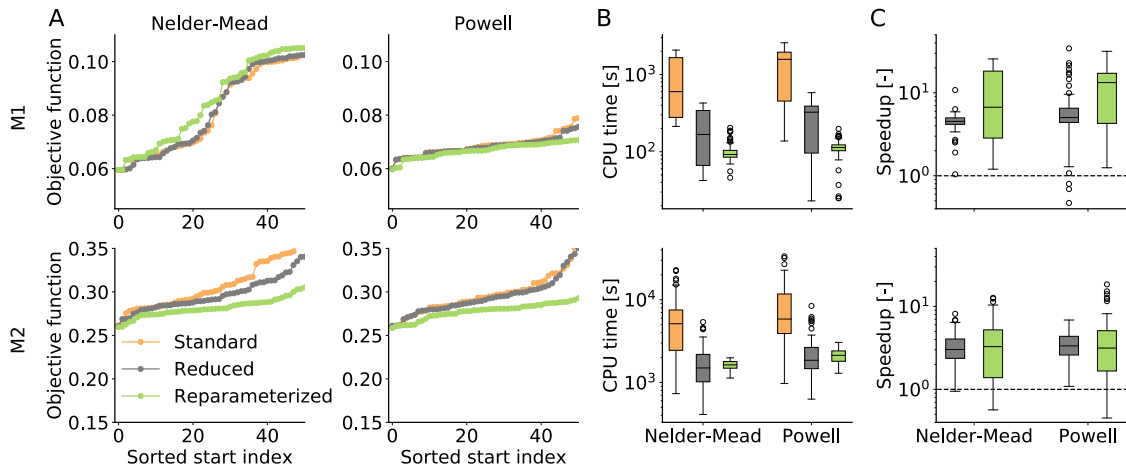 A
Nelder-Mead
Powell
B
C
M1
Objective function
0.10
0.08
0.06
0
20
40
Objective function
0.10
0.08
0.06
0
20
40
CPU time [s]
10³
10²
Speedup [-]
10¹
10⁰
M2
Objective function
0.35
0.30
0.25
0.20
0.15
0
20
40
Sorted start index
Standard
Reduced
Reparameterized
Objective function
0.35
0.30
0.25
0.20
0.15
0
20
40
Sorted start index
CPU time [s]
10⁴
10³
Nelder-Mead
Powell
Speedup [-]
10¹
10⁰
Nelder-Mead
Powell